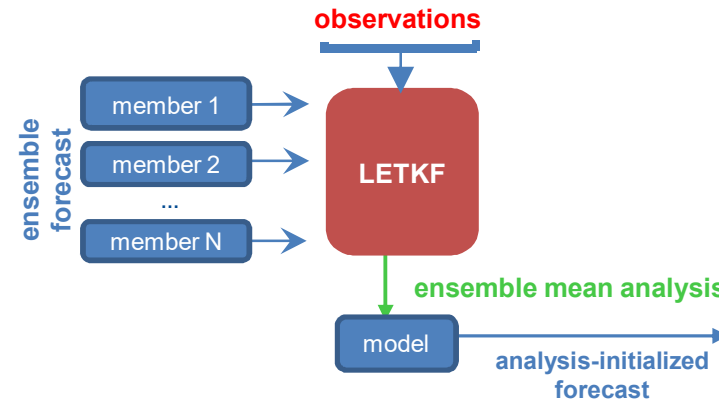 observations
ensemble
forecast
member 1
member 2
...
member N
LETKF
ensemble mean analysis
model
analysis-initialized
forecast